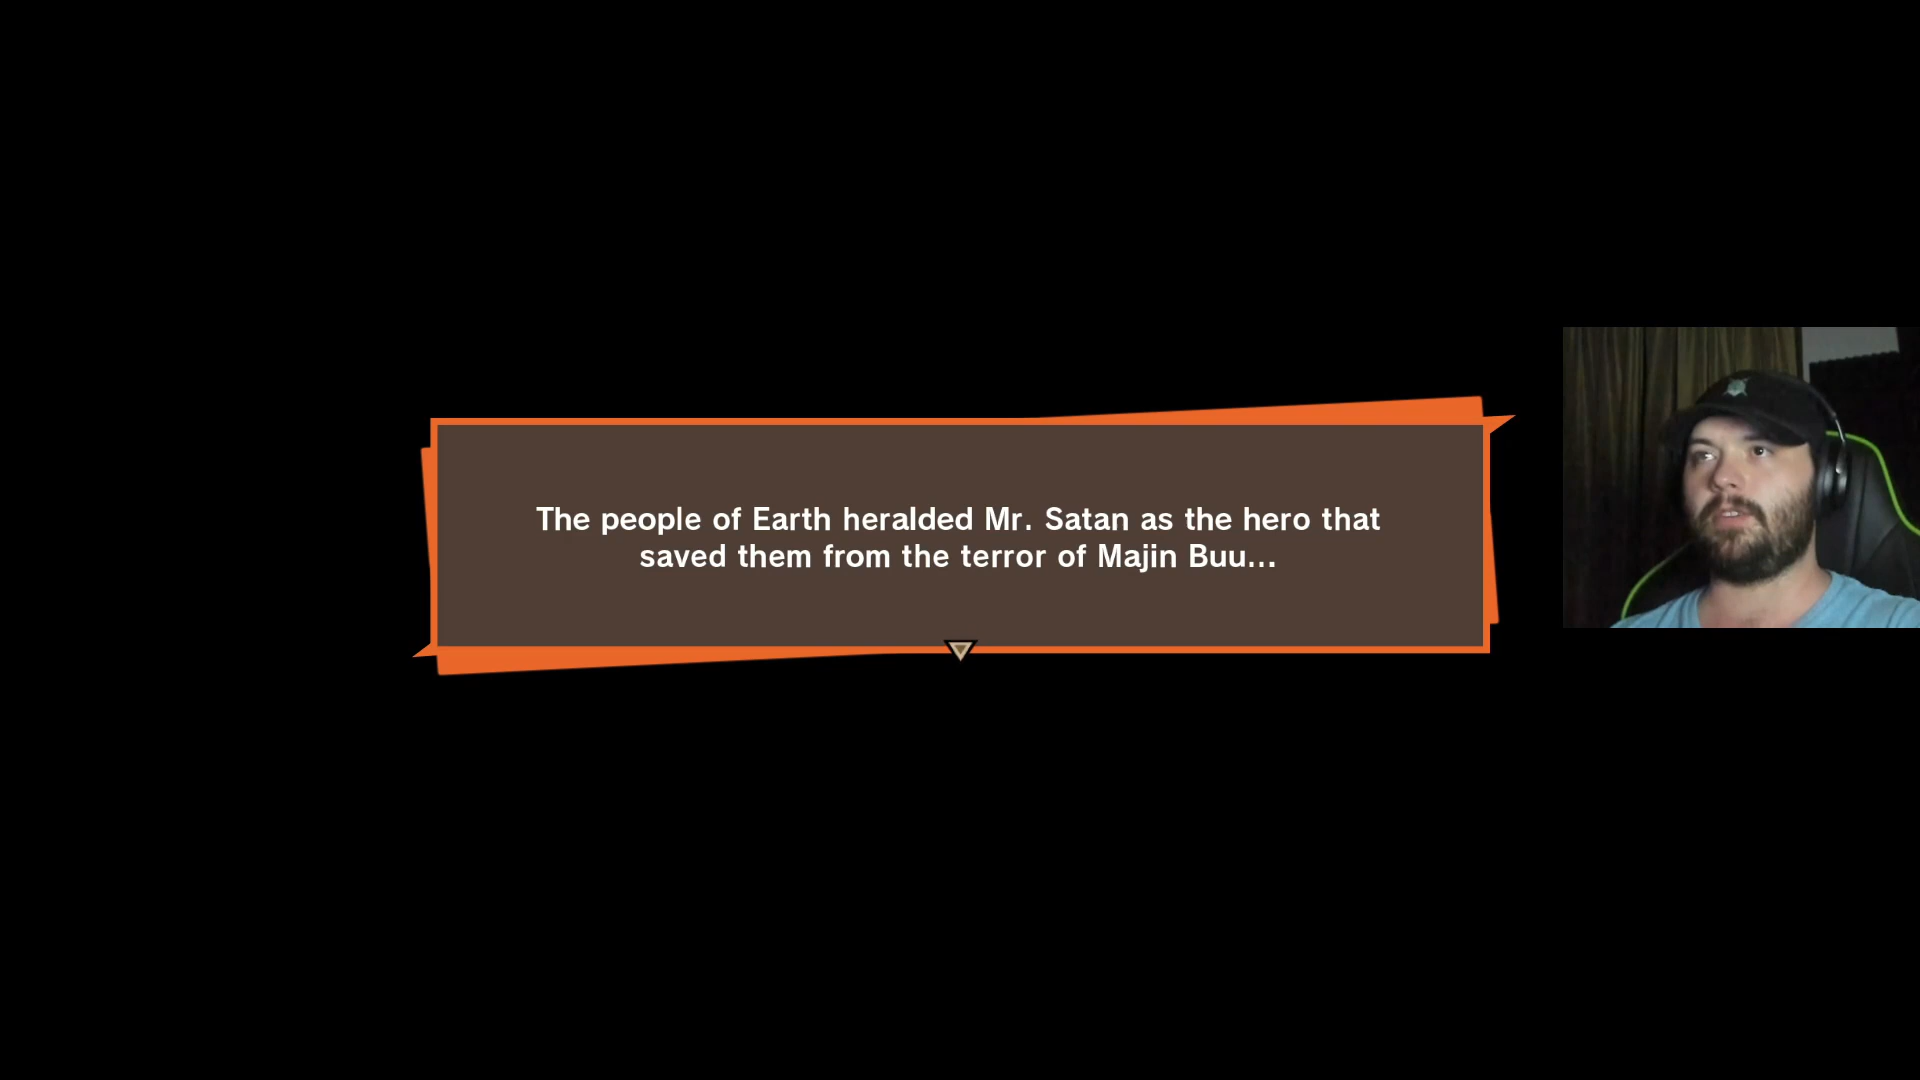 The people of Earth heralded Mr. Satan as the hero that
saved them from the terror of Majin Buu...